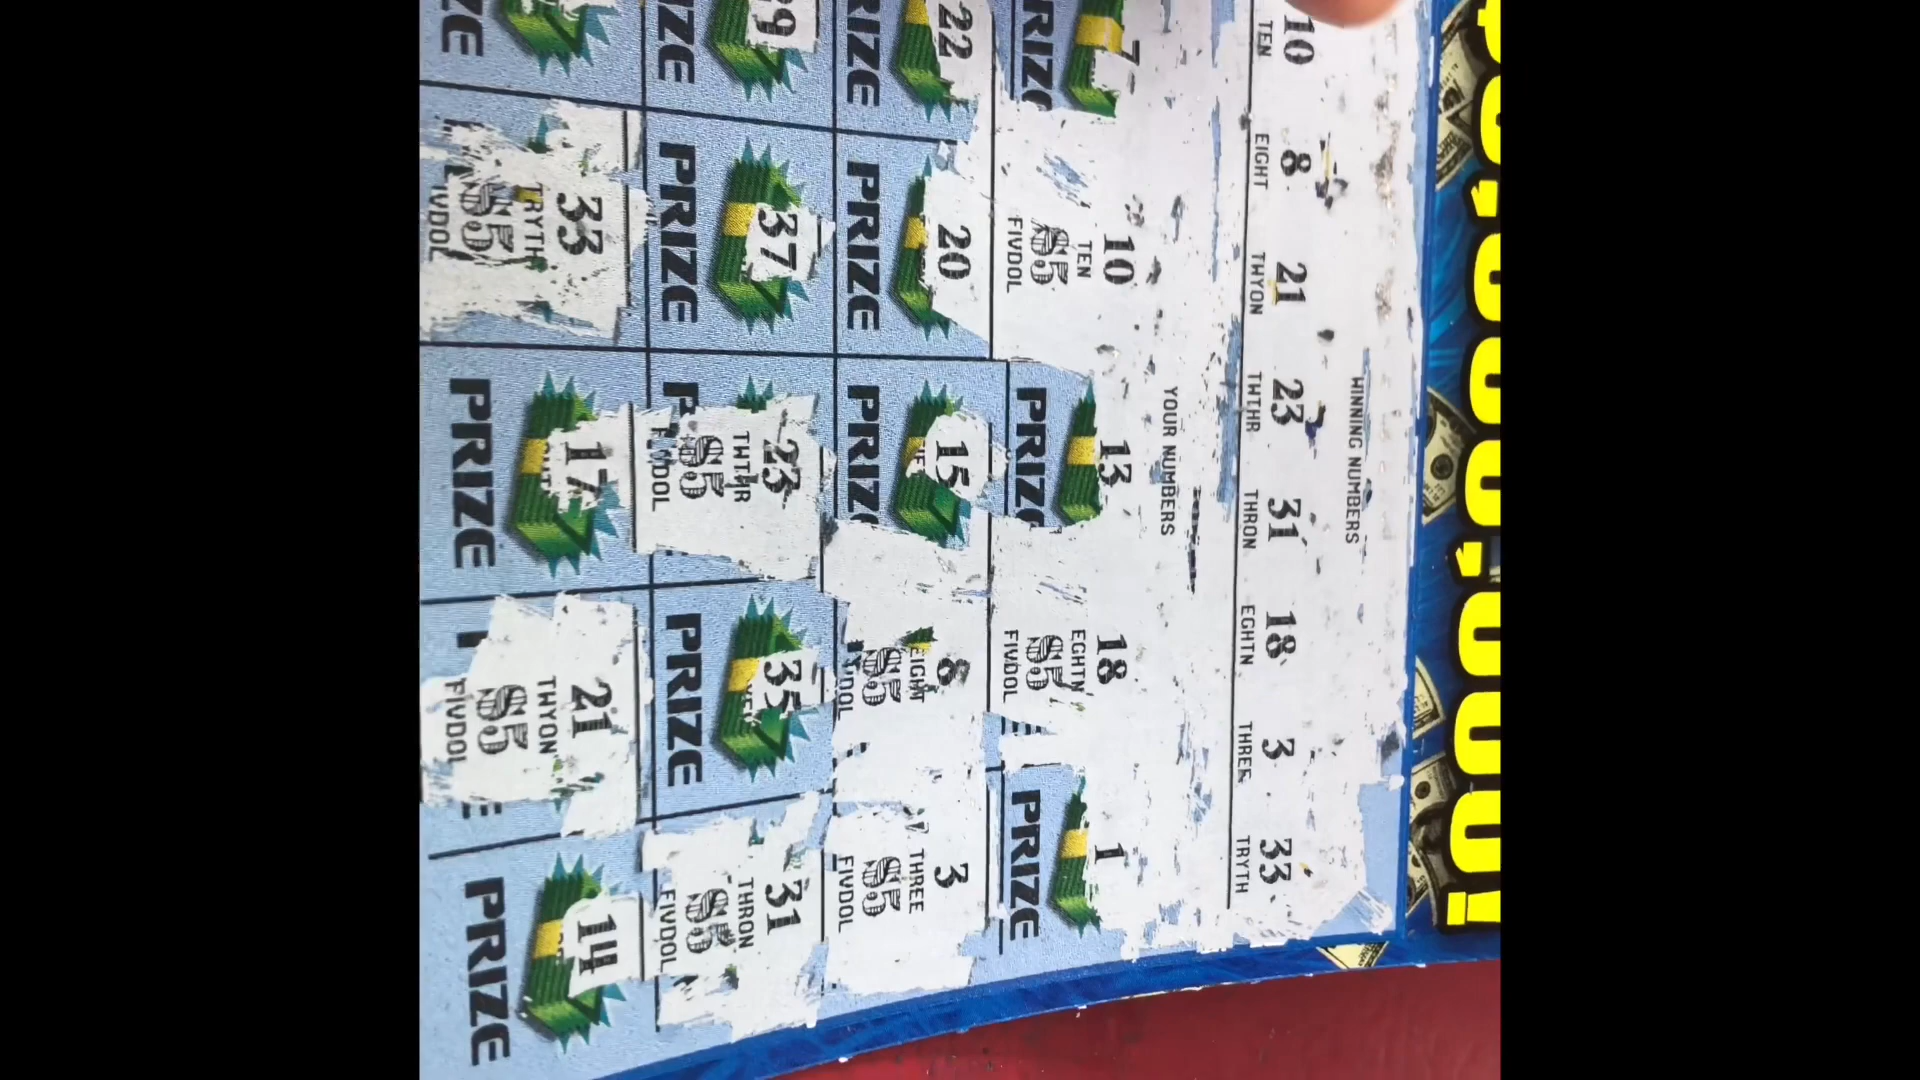 WINNING NUMBERS
10 8 21 23 31 18 3 33
TEN EIGHT TWYON TWTHR THRON EGHTN THREE TRYTH
YOUR NUMBERS
7 10 13 18 1
TEN EGHTN
PRIZE $5 PRIZE $5 PRIZE
FIVDOL FIVDOL
22 20 15 8 3
EIGHT THREE
PRIZE PRIZE PRIZE $5 $5
FIVDOL
37 23 35 31
TWTHR THRON
PRIZE PRIZE $5 PRIZE $5
FIVDOL FIVDOL
33 17 21 14
TRYTH TWYON
$5 PRIZE $5 PRIZE
FIVDOL FIVDOL